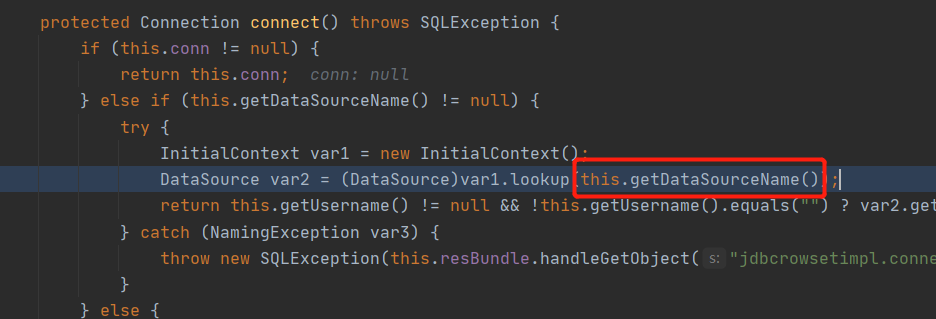 protected Connection connect() throws SQLException {
if (this.conn != null) {
return this.conn; conn: null
} else if (this.getDataSourceName() != null) {
try {
InitialContext var1 = new InitialContext();
DataSource var2 = (DataSource)var1.lookup(this.getDataSourceName());
return this.getUsername() != null && !this.getUsername().equals("") ? var2.get
} catch (NamingException var3) {
throw new SQLException(this.resBundle.handleGetObject( s: "jdbcrowsetimpl.conne
}
} else {